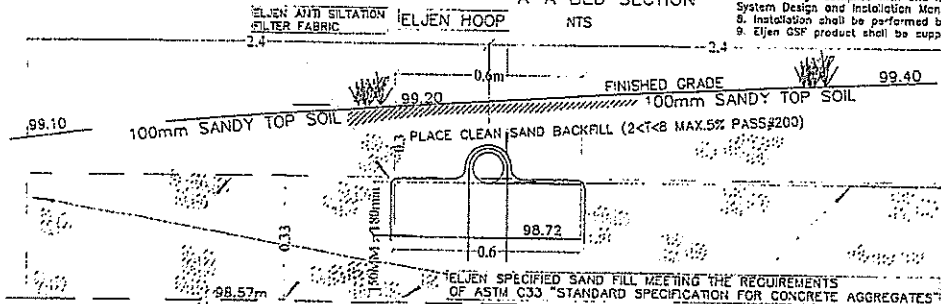 A-A BED SECTION
NTS
ELJEN ANTI SILTATION
FILTER FABRIC
ELJEN HOOP
System Design and Installation Man
8. Installation shall be performed b
9. Eljen GSF product shall be supp
2.4
2.4
0.6m
FINISHED GRADE
99.40
99.20
99.10
100mm SANDY TOP SOIL
100mm SANDY TOP SOIL
0.3
PLACE CLEAN SAND BACKFILL (2<T<8 MAX.5% PASS#200)
0.33
180mm
98.72
0.6
98.57m
ELJEN SPECIFIED SAND FILL MEETING THE REQUIREMENTS
OF ASTM C33 "STANDARD SPECIFICATION FOR CONCRETE AGGREGATES"